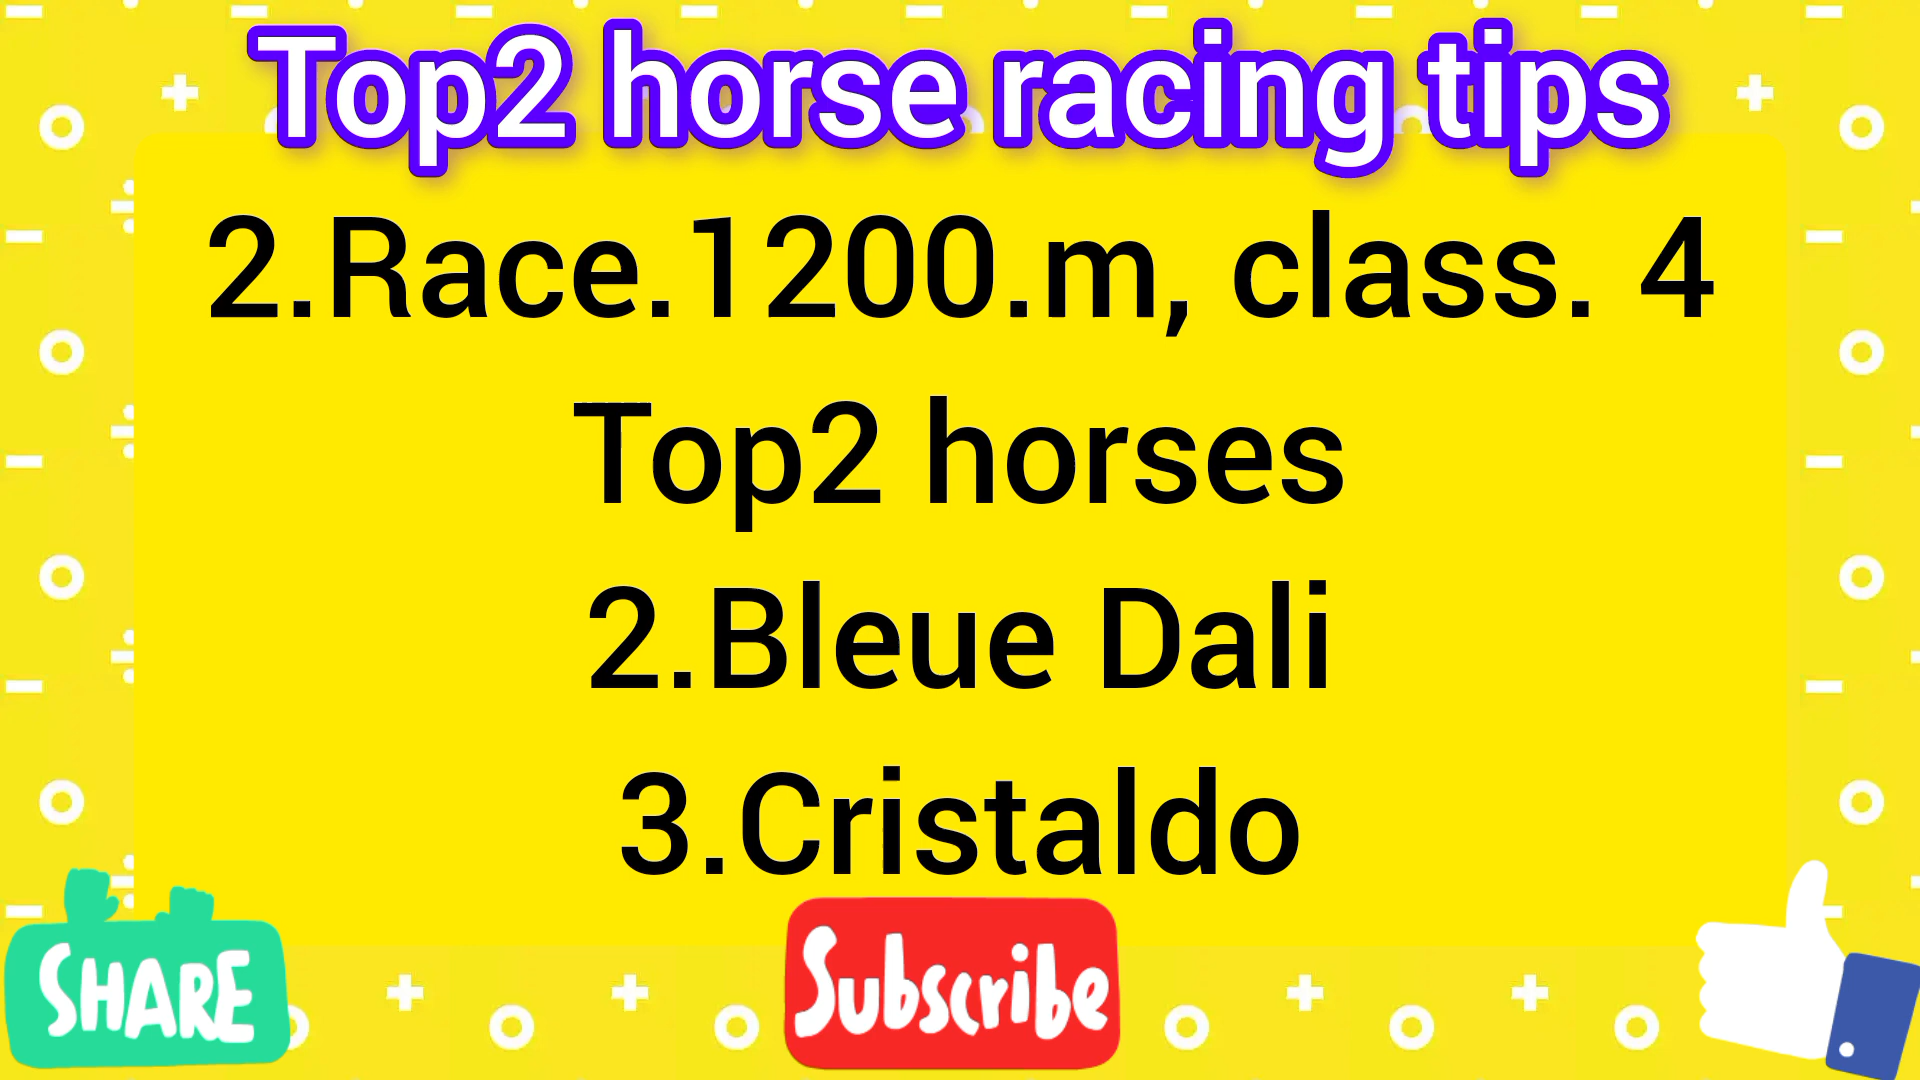 Top2 horse racing tips
2.Race.1200.m, class. 4
Top2 horses
2.Bleue Dali
3.Cristaldo
SHARE
Subscribe